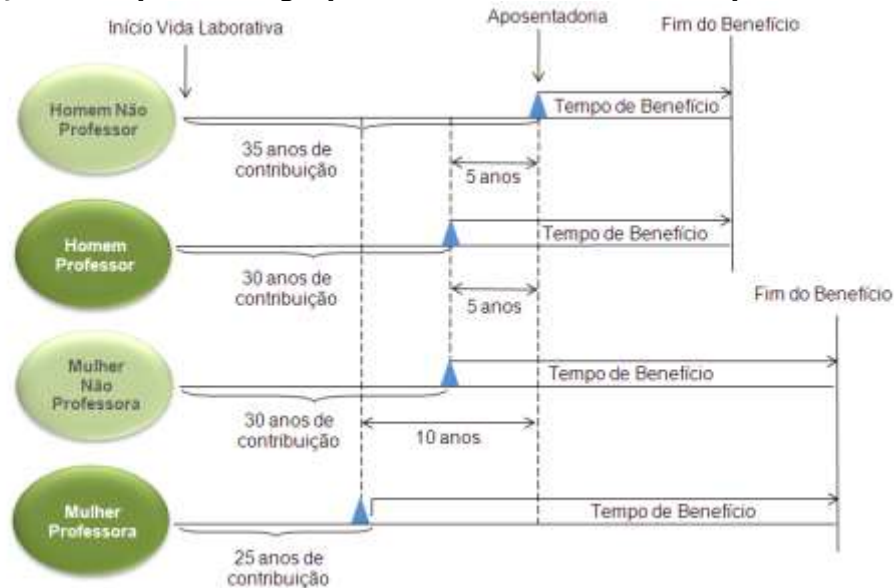 Início Vida Laborativa
Aposentadoria
Fim do Benefício
Homem Não
Professor
Tempo de Benefício
35 anos de
contribuição
5 anos
Homem
Professor
Tempo de Benefício
30 anos de
contribuição
5 anos
Fim do Benefício
Mulher
Não
Professora
Tempo de Benefício
30 anos de
contribuição
10 anos
Mulher
Professora
Tempo de Benefício
25 anos de
contribuição